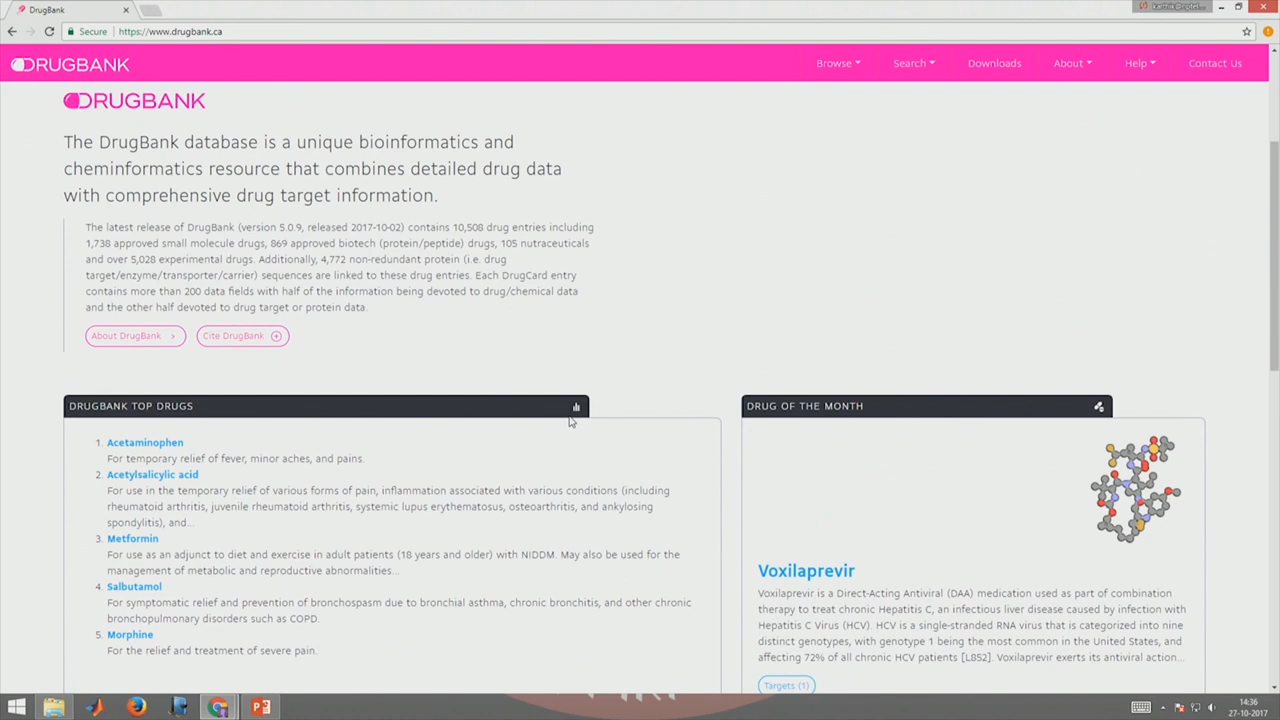 DrugBank
karthik@nptel...
Secure
https://www.drugbank.ca
DRUGBANK
Browse
Search
Downloads
About
Help
Contact Us
DRUGBANK
The DrugBank database is a unique bioinformatics and
cheminformatics resource that combines detailed drug data
with comprehensive drug target information.
The latest release of DrugBank (version 5.0.9, released 2017-10-02) contains 10,508 drug entries including
1,738 approved small molecule drugs, 869 approved biotech (protein/peptide) drugs, 105 nutraceuticals
and over 5,028 experimental drugs. Additionally, 4,772 non-redundant protein (i.e. drug
target/enzyme/transporter/carrier) sequences are linked to these drug entries. Each DrugCard entry
contains more than 200 data fields with half of the information being devoted to drug/chemical data
and the other half devoted to drug target or protein data.
About DrugBank
Cite DrugBank
DRUGBANK TOP DRUGS
1. Acetaminophen
For temporary relief of fever, minor aches, and pains.
2. Acetylsalicylic acid
For use in the temporary relief of various forms of pain, inflammation associated with various conditions (including
rheumatoid arthritis, juvenile rheumatoid arthritis, systemic lupus erythematosus, osteoarthritis, and ankylosing
spondylitis), and...
3. Metformin
For use as an adjunct to diet and exercise in adult patients (18 years and older) with NIDDM. May also be used for the
management of metabolic and reproductive abnormalities...
4. Salbutamol
For symptomatic relief and prevention of bronchospasm due to bronchial asthma, chronic bronchitis, and other chronic
bronchopulmonary disorders such as COPD.
5. Morphine
For the relief and treatment of severe pain.
DRUG OF THE MONTH
Voxilaprevir
Voxilaprevir is a Direct-Acting Antiviral (DAA) medication used as part of combination
therapy to treat chronic Hepatitis C, an infectious liver disease caused by infection with
Hepatitis C Virus (HCV). HCV is a single-stranded RNA virus that is categorized into nine
distinct genotypes, with genotype 1 being the most common in the United States, and
affecting 72% of all chronic HCV patients [L852]. Voxilaprevir exerts its antiviral action...
Targets (1)
14:36
27-10-2017